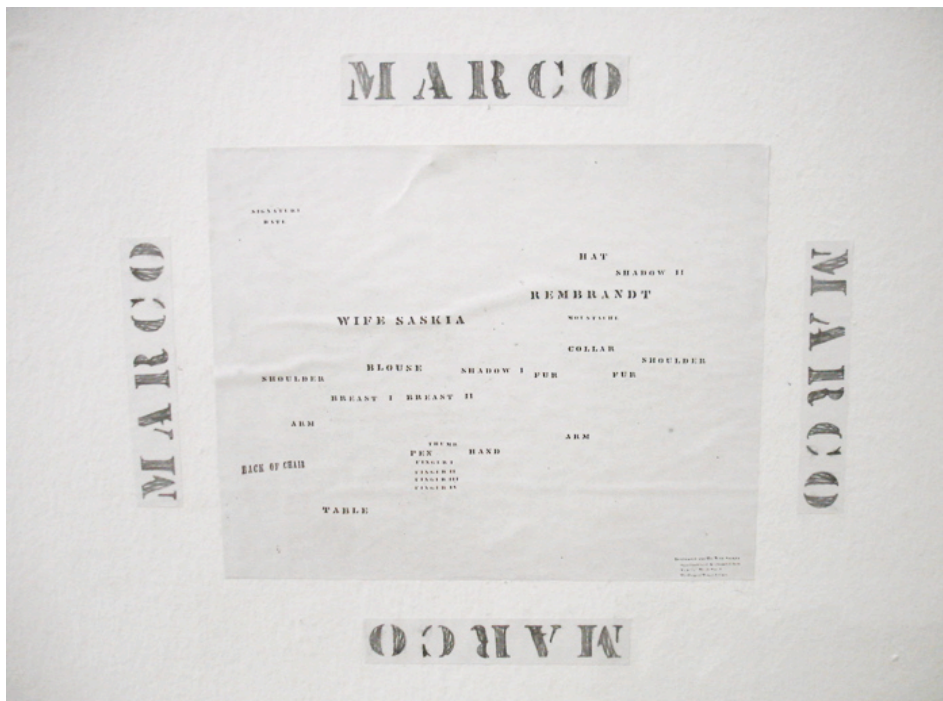 MARCO
SIGNATURE
DATE
HAT
SHADOW II
REMBRANDT
MOUSTACHE
WIFE SASKIA
COLLAR
SHOULDER
BLOUSE
SHADOW I
FUR
FUR
SHOULDER
BREAST I BREAST II
ARM
ARM
THUMB
PEN HAND
FINGER I
BACK OF CHAIR
FINGER II
FINGER III
FINGER IV
TABLE
MARCO
MARCO
MARCO